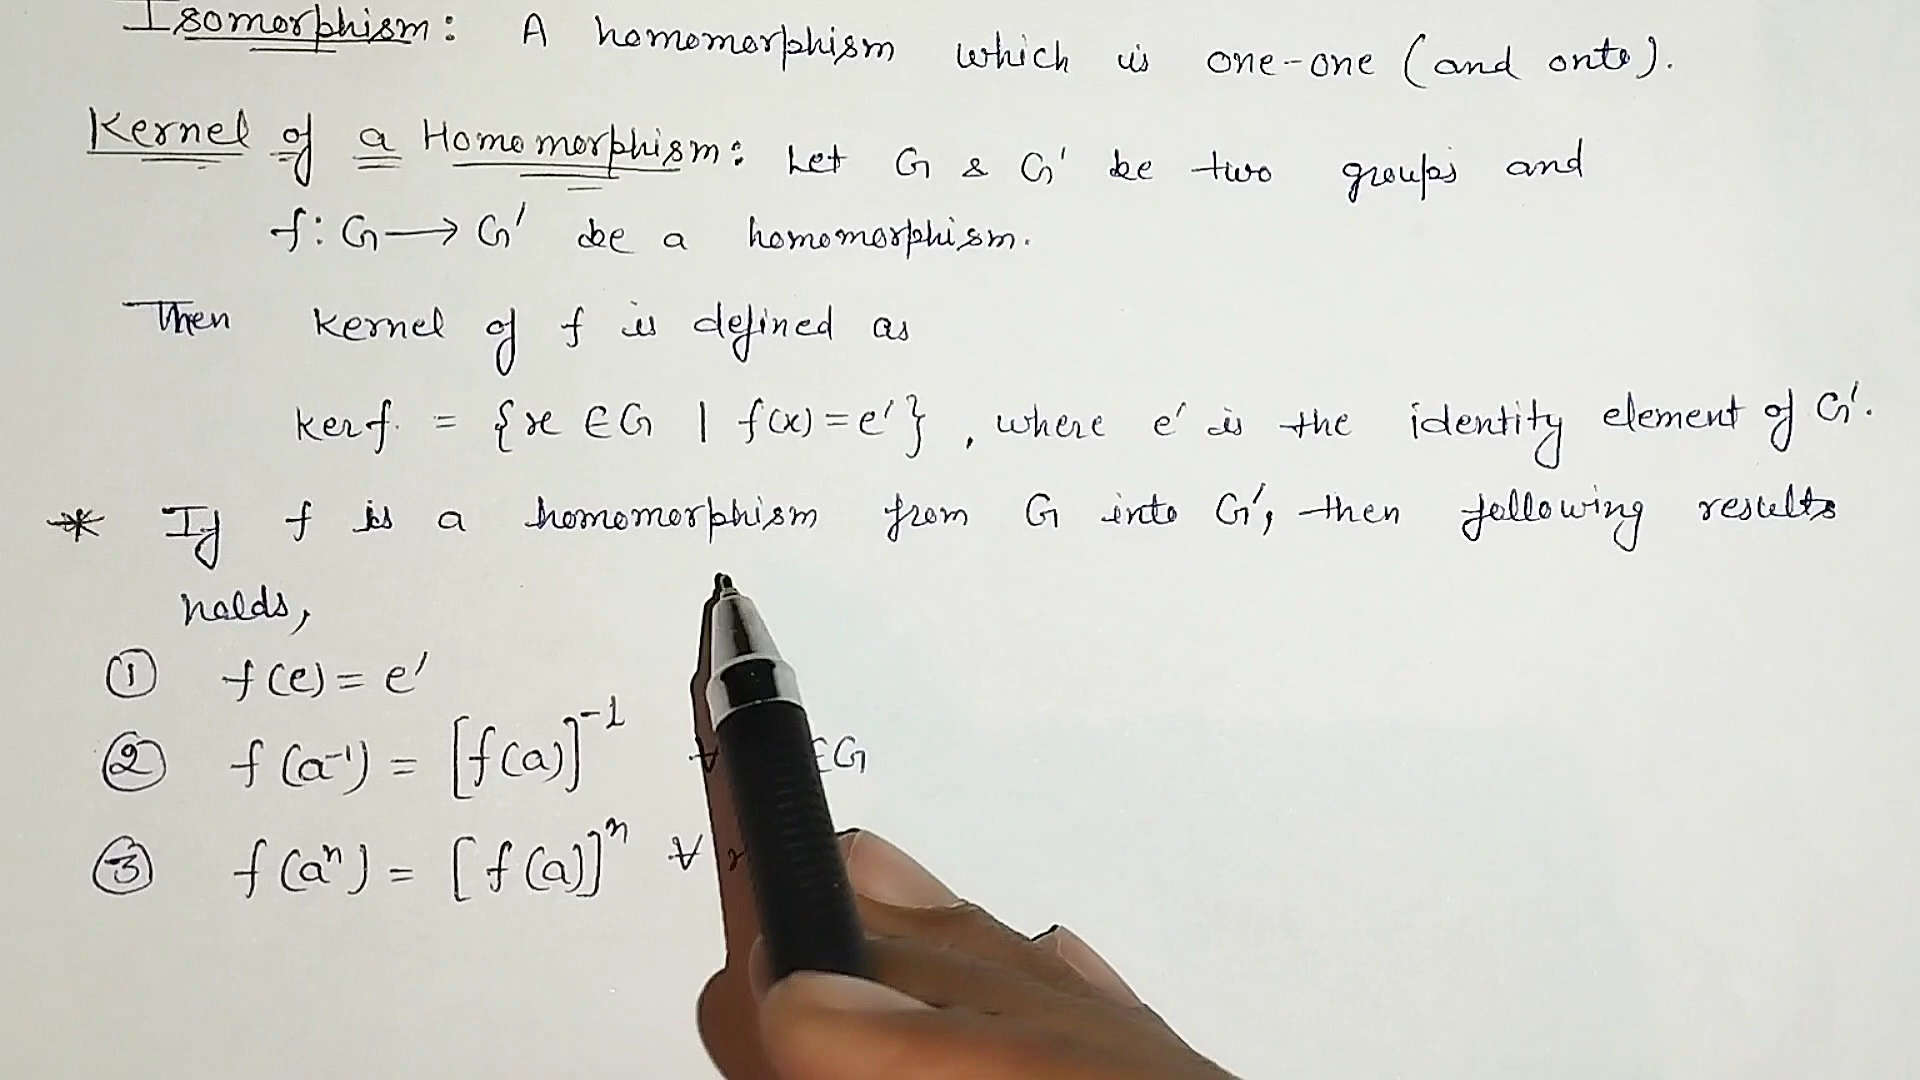 Isomorphism: A homomorphism which is one-one (and onto).
Kernel of a Homomorphism: Let G & G' be two groups and
f: G → G' be a homomorphism.
Then kernel of f is defined as
kerf. = {x ∈ G | f(x) = e'}, where e' is the identity element of G'.
* If f is a homomorphism from G into G', then following results
holds,
① f(e) = e'
② f(a⁻¹) = [f(a)]⁻¹ ∀ ∈G
③ f(aⁿ) = [f(a)]ⁿ ∀